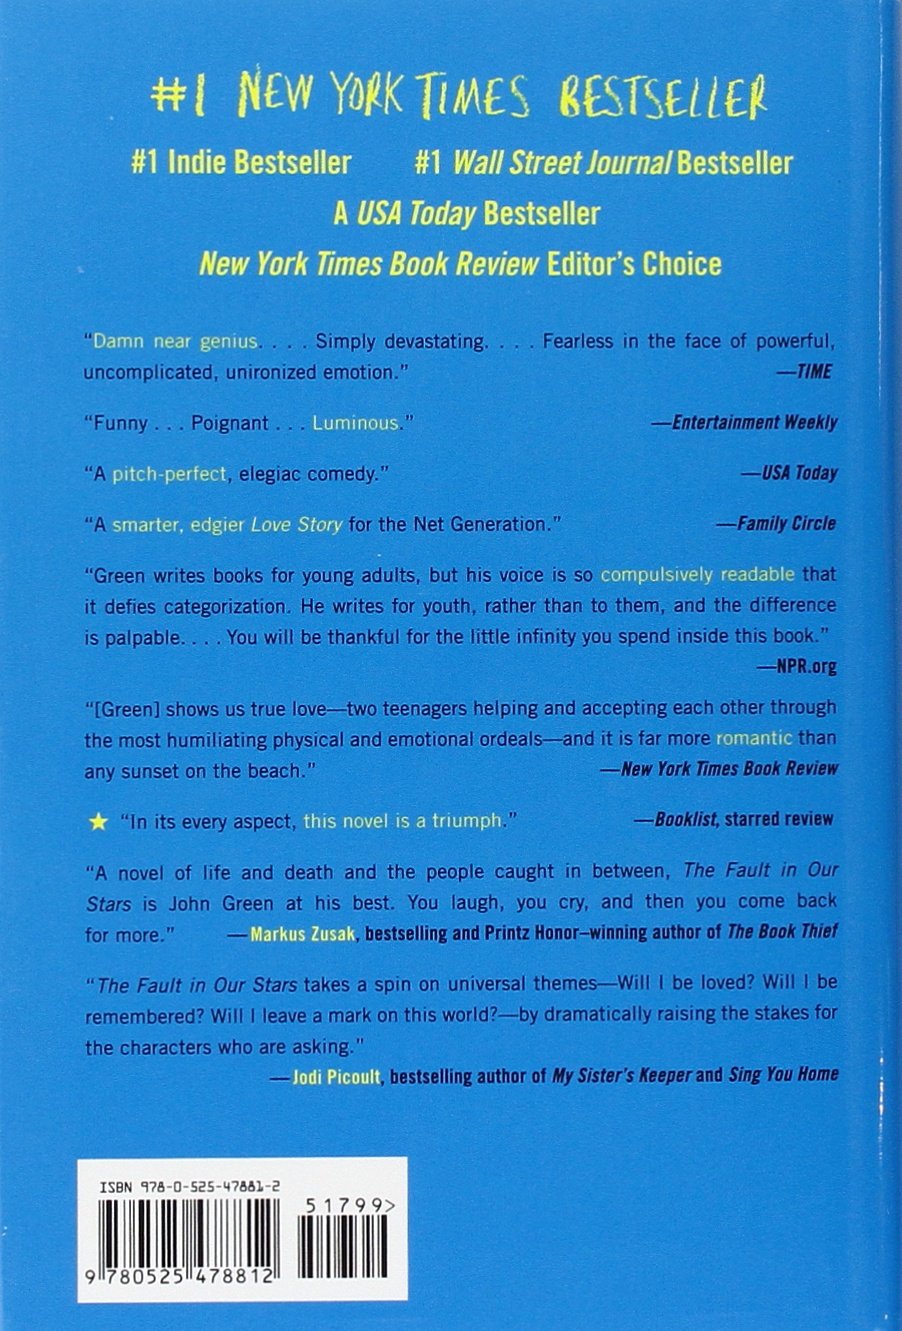 #1 NEW YORK TIMES BESTSELLER
#1 Indie Bestseller #1 Wall Street Journal Bestseller
A USA Today Bestseller
New York Times Book Review Editor's Choice
“Damn near genius. . . . Simply devastating. . . . Fearless in the face of powerful,
uncomplicated, unironized emotion.” —TIME
“Funny . . . Poignant . . . Luminous.” —Entertainment Weekly
“A pitch-perfect, elegiac comedy.” —USA Today
“A smarter, edgier Love Story for the Net Generation.” —Family Circle
“Green writes books for young adults, but his voice is so compulsively readable that
it defies categorization. He writes for youth, rather than to them, and the difference
is palpable. . . . You will be thankful for the little infinity you spend inside this book.”
—NPR.org
“[Green] shows us true love—two teenagers helping and accepting each other through
the most humiliating physical and emotional ordeals—and it is far more romantic than
any sunset on the beach.” —New York Times Book Review
★ “In its every aspect, this novel is a triumph.” —Booklist, starred review
“A novel of life and death and the people caught in between, The Fault in Our
Stars is John Green at his best. You laugh, you cry, and then you come back
for more.” —Markus Zusak, bestselling and Printz Honor–winning author of The Book Thief
“The Fault in Our Stars takes a spin on universal themes—Will I be loved? Will I be
remembered? Will I leave a mark on this world?—by dramatically raising the stakes for
the characters who are asking.”
—Jodi Picoult, bestselling author of My Sister's Keeper and Sing You Home
ISBN 978-0-525-47881-2
51799>
9 780525 478812